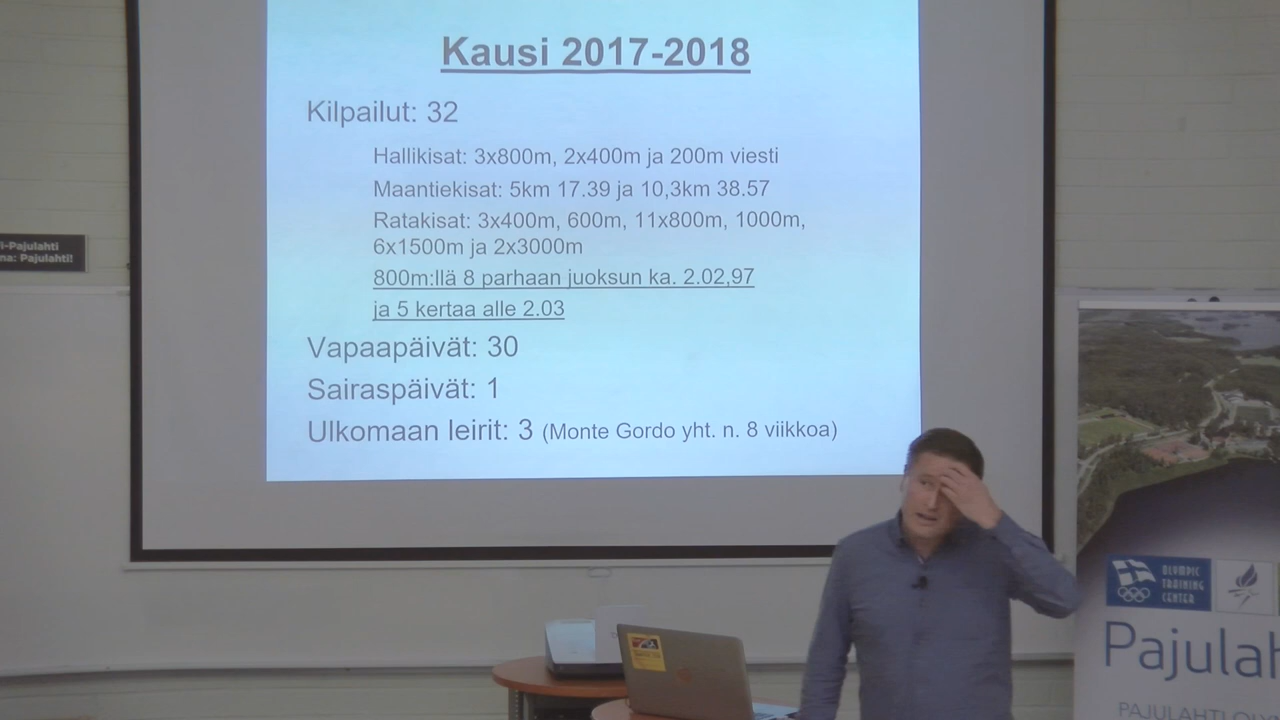 Kausi 2017-2018
Kilpailut: 32
Hallikisat: 3x800m, 2x400m ja 200m viesti
Maantiekisat: 5km 17.39 ja 10,3km 38.57
Ratakisat: 3x400m, 600m, 11x800m, 1000m,
6x1500m ja 2x3000m
800m:llä 8 parhaan juoksun ka. 2.02,97
ja 5 kertaa alle 2.03
Vapaapäivät: 30
Sairaspäivät: 1
Ulkomaan leirit: 3 (Monte Gordo yht. n. 8 viikkoa)
i-Pajulahti
na: Pajulahti!
OLYMPIC
TRAINING
CENTER
Pajulah
PAJULAHTI OLY